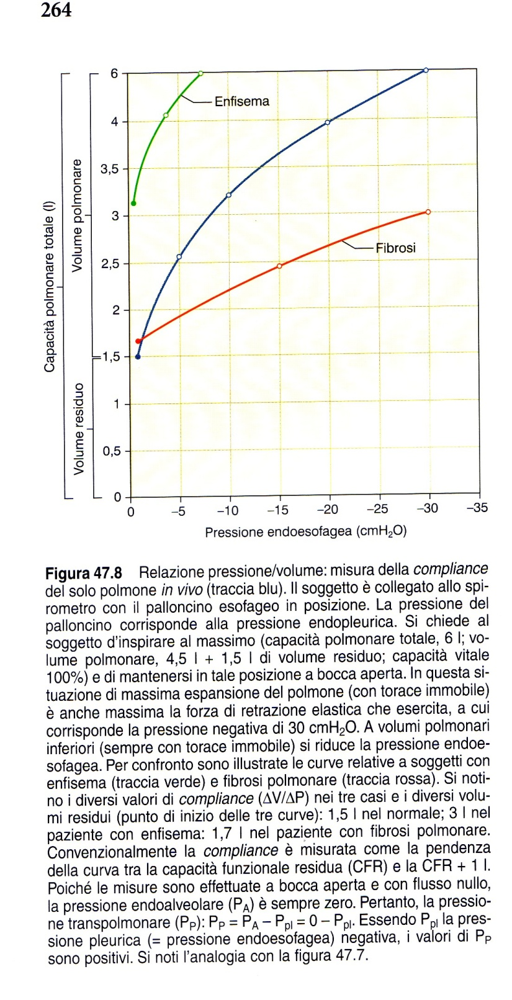 264
6
4
3,5
3
2,5
2
1,5
1
0,5
0
Capacità polmonare totale (l)
Volume polmonare
Volume residuo
Enfisema
Fibrosi
0 –5 –10 –15 –20 –25 –30 –35
Pressione endoesofagea (cmH₂O)
Figura 47.8 Relazione pressione/volume: misura della compliance
del solo polmone in vivo (traccia blu). Il soggetto è collegato allo spi-
rometro con il palloncino esofageo in posizione. La pressione del
palloncino corrisponde alla pressione endopleurica. Si chiede al
soggetto d'inspirare al massimo (capacità polmonare totale, 6 l; vo-
lume polmonare, 4,5 l + 1,5 l di volume residuo; capacità vitale
100%) e di mantenersi in tale posizione a bocca aperta. In questa si-
tuazione di massima espansione del polmone (con torace immobile)
è anche massima la forza di retrazione elastica che esercita, a cui
corrisponde la pressione negativa di 30 cmH₂O. A volumi polmonari
inferiori (sempre con torace immobile) si riduce la pressione endoe-
sofagea. Per confronto sono illustrate le curve relative a soggetti con
enfisema (traccia verde) e fibrosi polmonare (traccia rossa). Si noti-
no i diversi valori di compliance (ΔV/ΔP) nei tre casi e i diversi volu-
mi residui (punto di inizio delle tre curve): 1,5 l nel normale; 3 l nel
paziente con enfisema: 1,7 l nel paziente con fibrosi polmonare.
Convenzionalmente la compliance è misurata come la pendenza
della curva tra la capacità funzionale residua (CFR) e la CFR + 1 l.
Poiché le misure sono effettuate a bocca aperta e con flusso nullo,
la pressione endoalveolare (PA) è sempre zero. Pertanto, la pressio-
ne transpolmonare (PP): PP = PA – Ppl = 0 – Ppl. Essendo Ppl la pres-
sione pleurica (= pressione endoesofagea) negativa, i valori di PP
sono positivi. Si noti l'analogia con la figura 47.7.